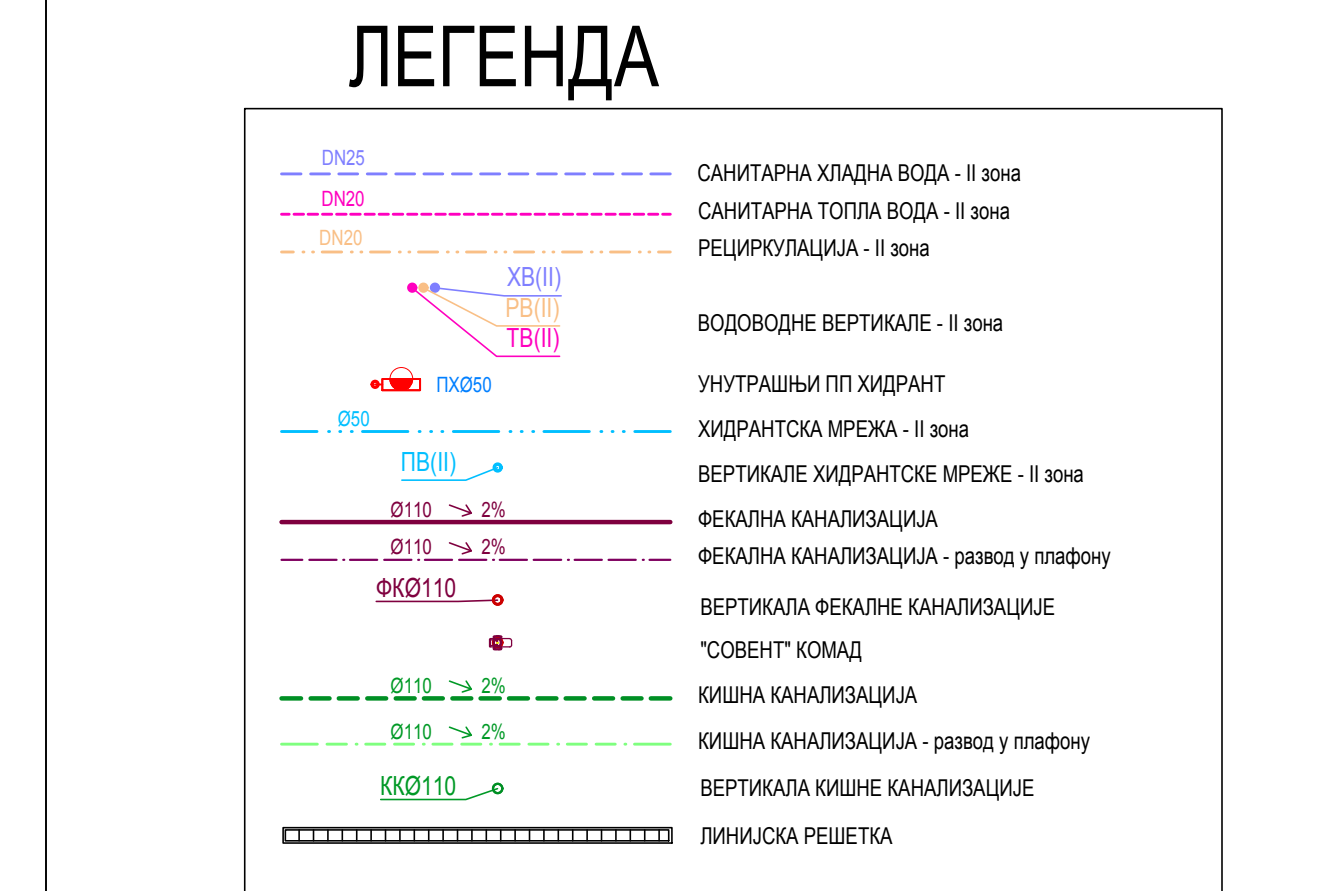 ЛЕГЕНДА
DN25
САНИТАРНА ХЛАДНА ВОДА - II зона
DN20
САНИТАРНА ТОПЛА ВОДА - II зона
DN20
РЕЦИРКУЛАЦИЈА - II зона
ХВ(II)
РВ(II)
ТВ(II)
ВОДОВОДНЕ ВЕРТИКАЛЕ - II зона
ПХØ50
УНУТРАШЊИ ПП ХИДРАНТ
Ø50
ХИДРАНТСКА МРЕЖА - II зона
ПВ(II)
ВЕРТИКАЛЕ ХИДРАНТСКЕ МРЕЖЕ - II зона
Ø110 ↘ 2%
ФЕКАЛНА КАНАЛИЗАЦИЈА
Ø110 ↘ 2%
ФЕКАЛНА КАНАЛИЗАЦИЈА - развод у плафону
ФКØ110
ВЕРТИКАЛА ФЕКАЛНЕ КАНАЛИЗАЦИЈЕ
"СОВЕНТ" КОМАД
Ø110 ↘ 2%
КИШНА КАНАЛИЗАЦИЈА
Ø110 ↘ 2%
КИШНА КАНАЛИЗАЦИЈА - развод у плафону
ККØ110
ВЕРТИКАЛА КИШНЕ КАНАЛИЗАЦИЈЕ
ЛИНИЈСКА РЕШЕТКА